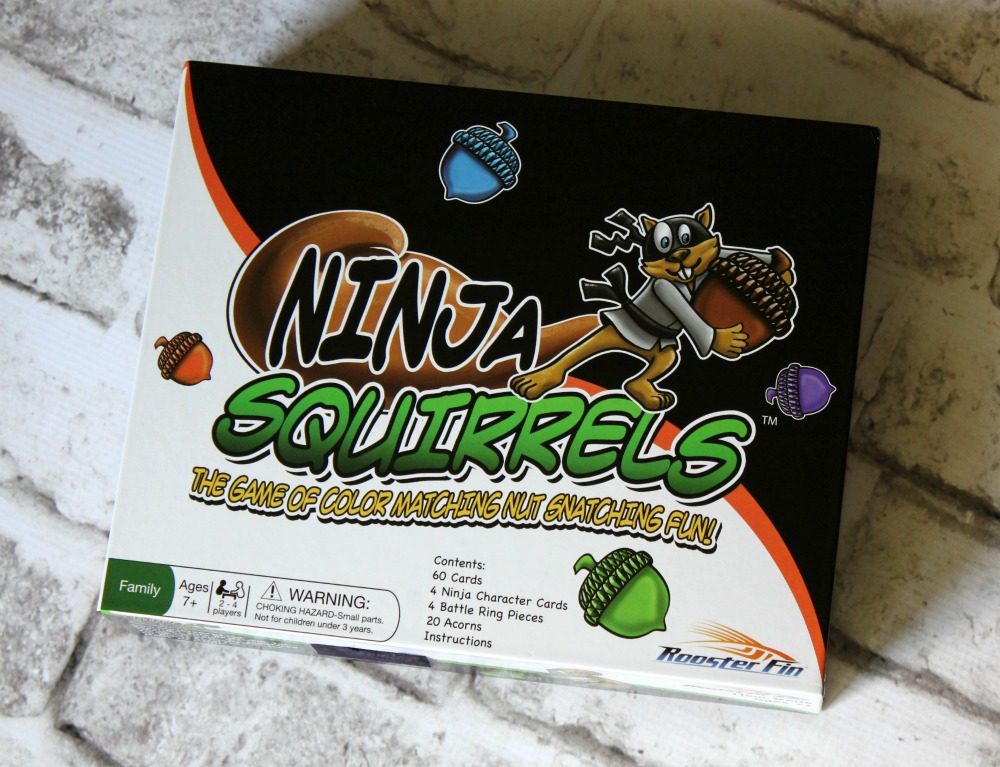 NINJA
SQUIRRELS
TM
THE GAME OF COLOR MATCHING NUT SNATCHING FUN!
Family
Ages
7+
2 - 4
players
WARNING:
CHOKING HAZARD-Small parts.
Not for children under 3 years.
Contents:
60 Cards
4 Ninja Character Cards
4 Battle Ring Pieces
20 Acorns
Instructions
Rooster Fin